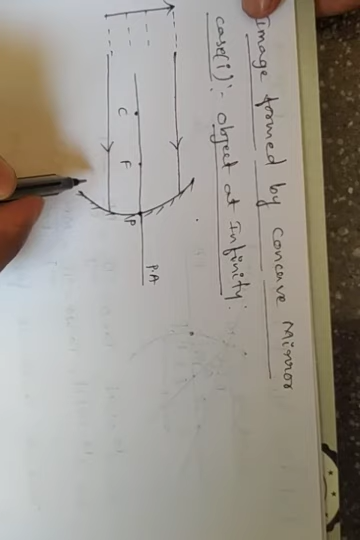 Image formed by concave Mirror
case(i):- object at Infinity:
C F P P.A